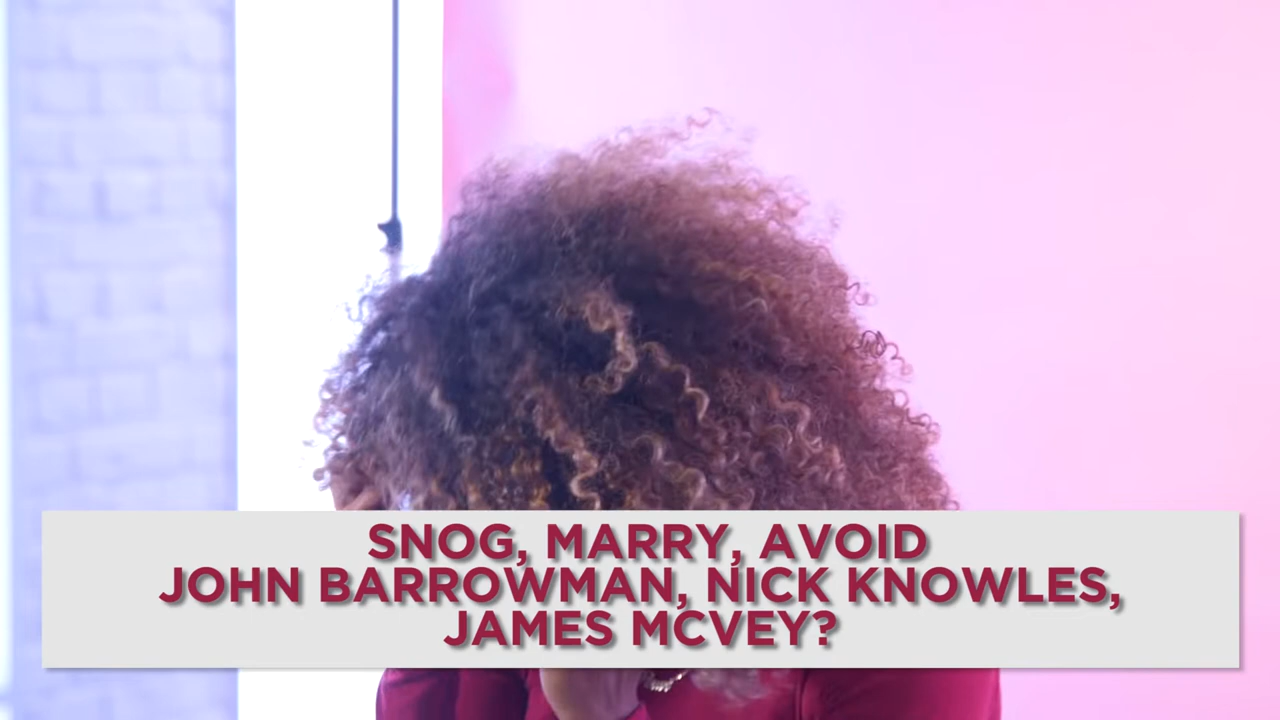 SNOG, MARRY, AVOID
JOHN BARROWMAN, NICK KNOWLES,
JAMES MCVEY?